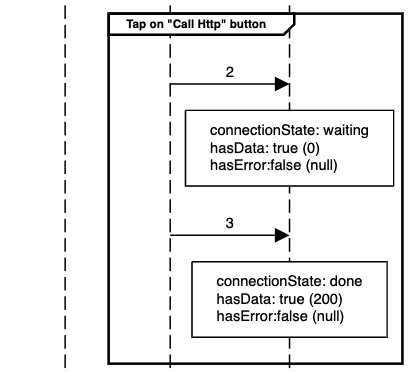 Tap on "Call Http" button
2
connectionState: waiting
hasData: true (0)
hasError:false (null)
3
connectionState: done
hasData: true (200)
hasError:false (null)